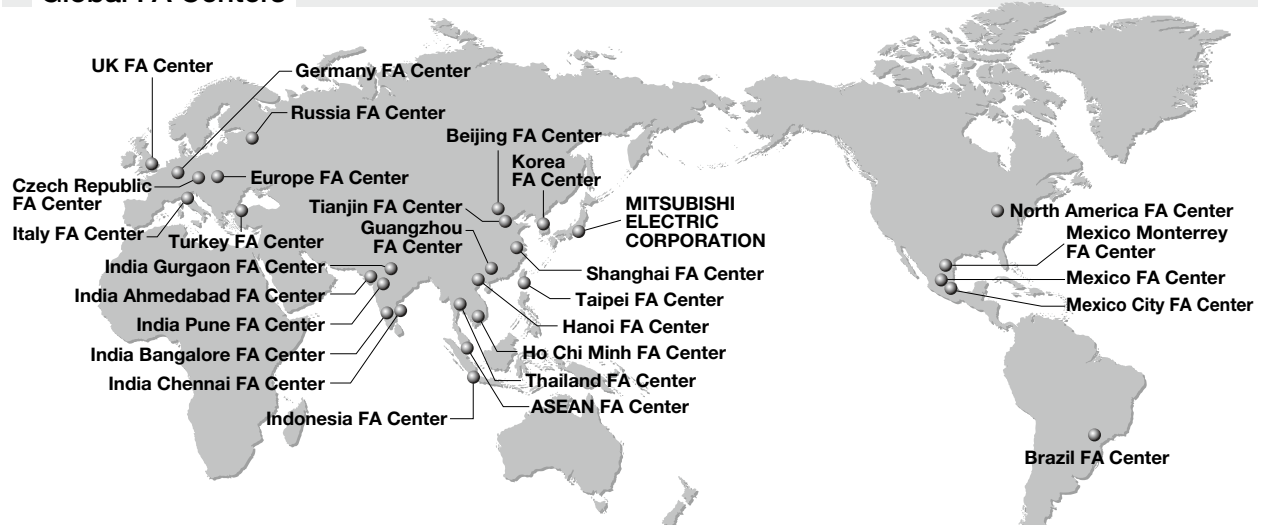 Global FA Centers
UK FA Center
Germany FA Center
Russia FA Center
Beijing FA Center
Korea
FA Center
Czech Republic
FA Center
Europe FA Center
Italy FA Center
Turkey FA Center
Tianjin FA Center
Guangzhou
FA Center
MITSUBISHI
ELECTRIC
CORPORATION
India Gurgaon FA Center
India Ahmedabad FA Center
India Pune FA Center
India Bangalore FA Center
India Chennai FA Center
Shanghai FA Center
Taipei FA Center
Hanoi FA Center
Ho Chi Minh FA Center
Thailand FA Center
ASEAN FA Center
Indonesia FA Center
North America FA Center
Mexico Monterrey
FA Center
Mexico FA Center
Mexico City FA Center
Brazil FA Center